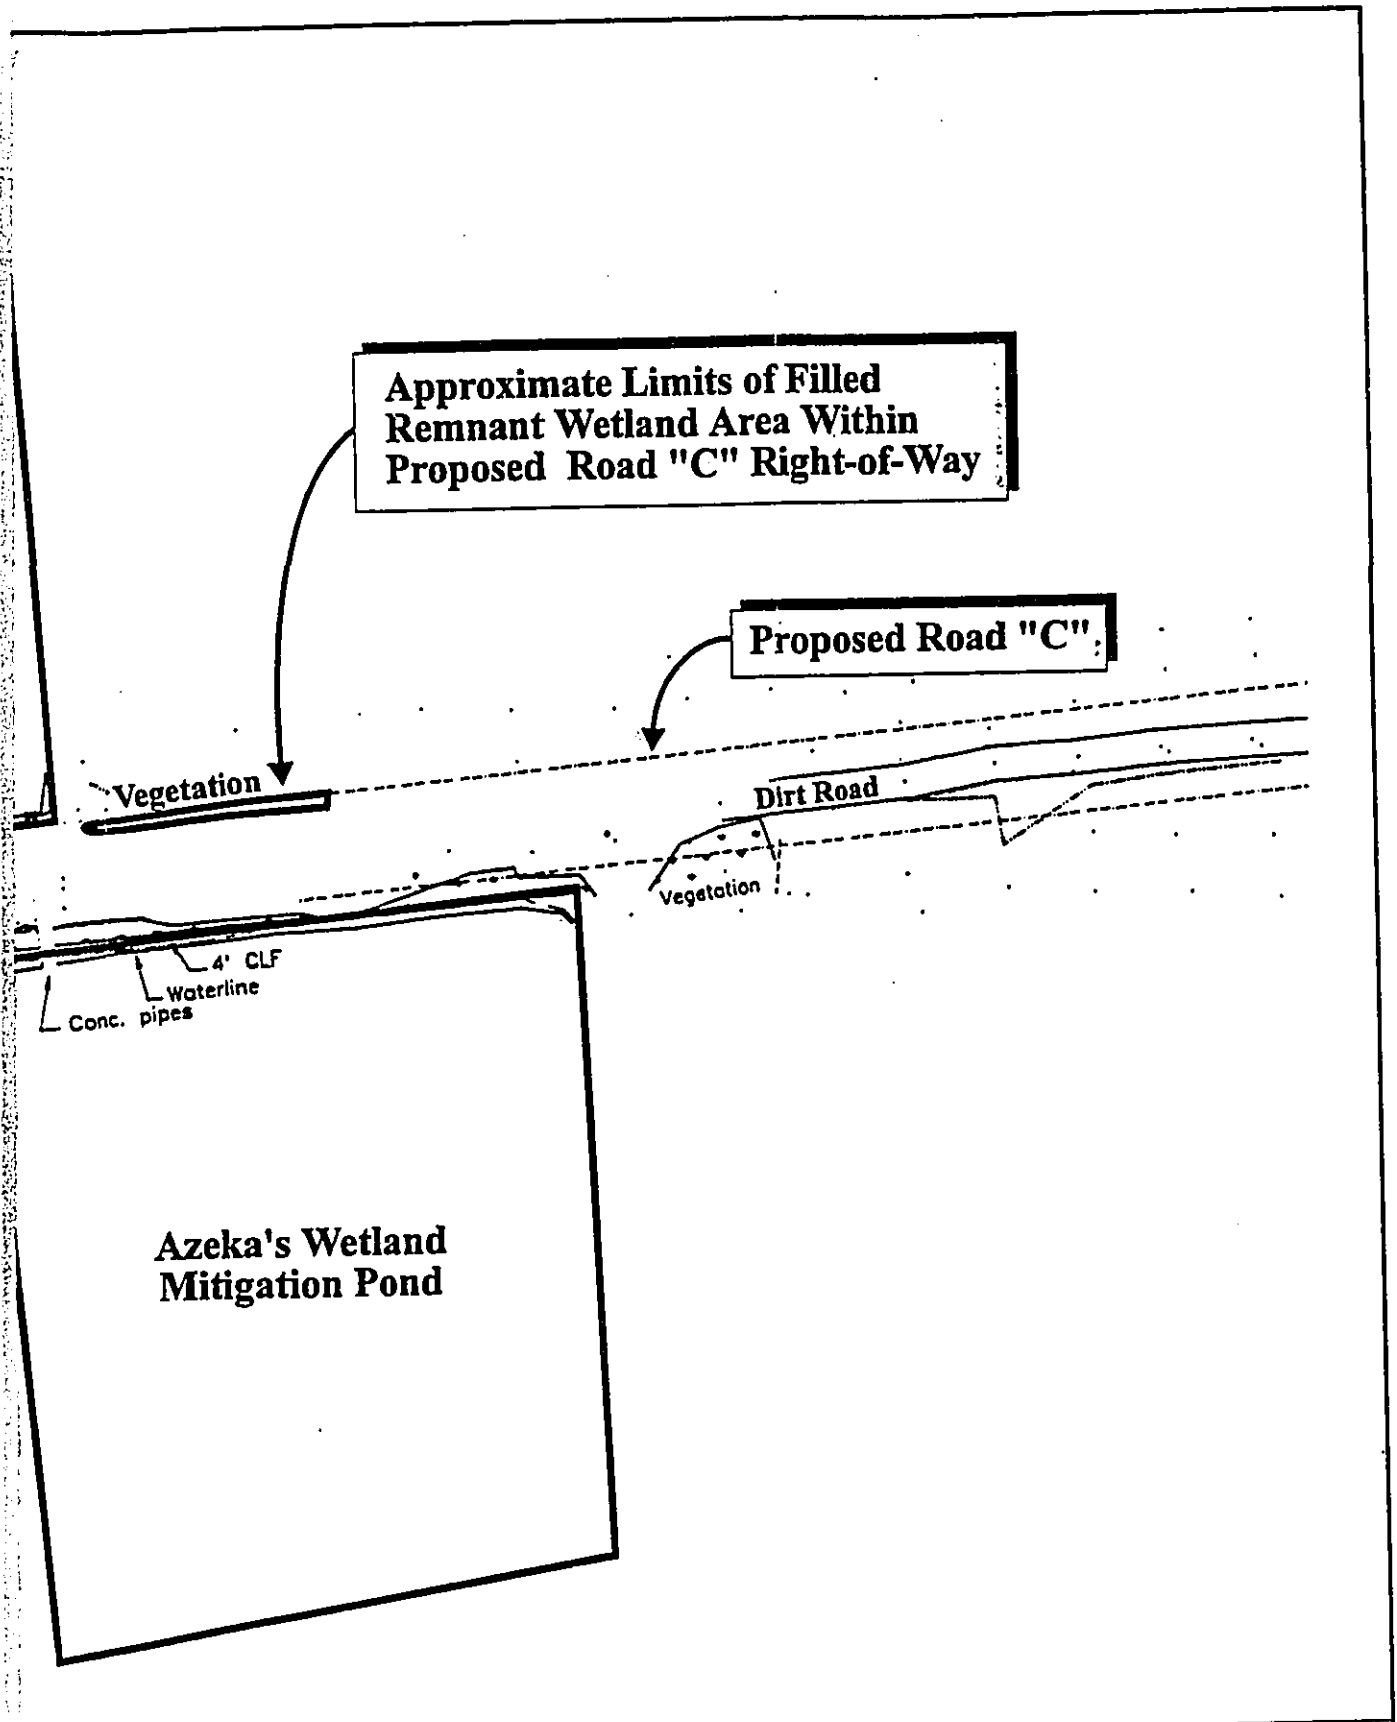 Approximate Limits of Filled
Remnant Wetland Area Within
Proposed Road "C" Right-of-Way
Proposed Road "C"
Vegetation
Dirt Road
Vegetation
4' CLF
Waterline
Conc. pipes
Azeka's Wetland
Mitigation Pond